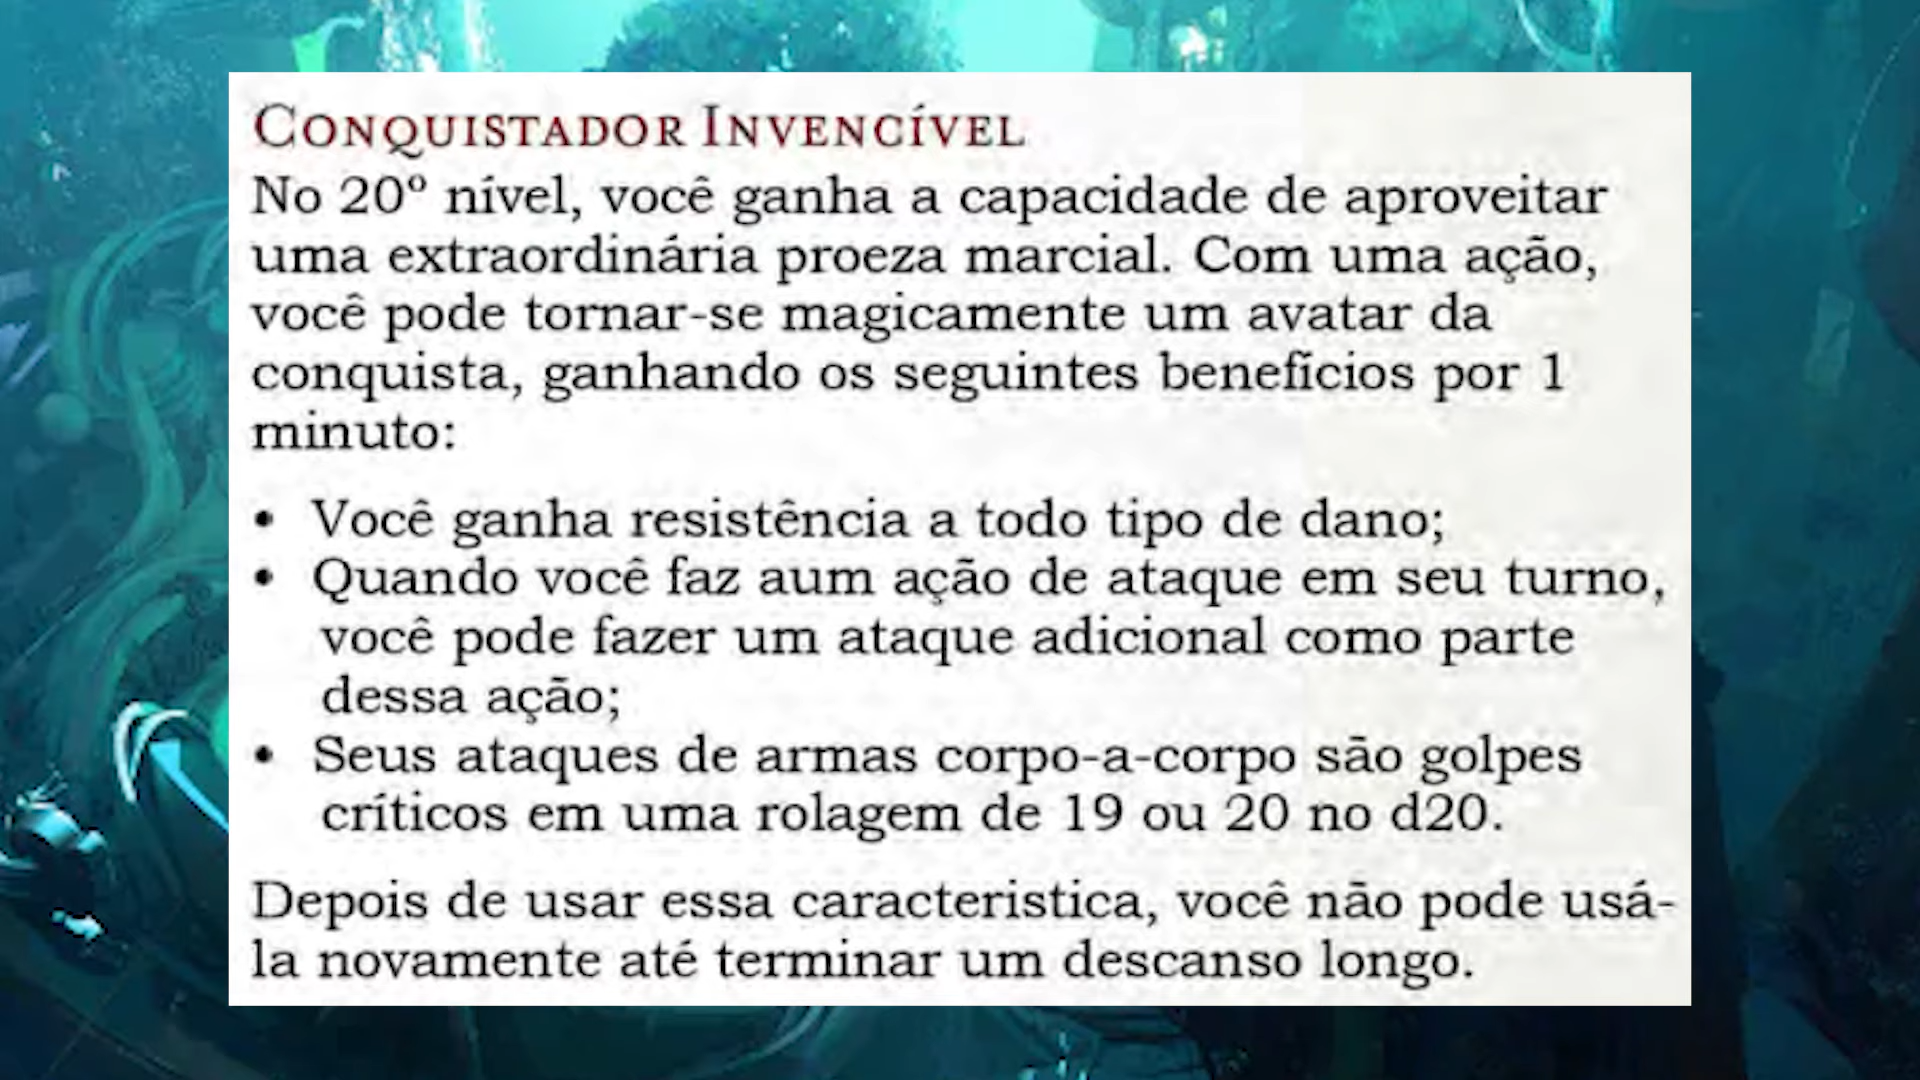 CONQUISTADOR INVENCÍVEL
No 20º nível, você ganha a capacidade de aproveitar
uma extraordinária proeza marcial. Com uma ação,
você pode tornar-se magicamente um avatar da
conquista, ganhando os seguintes benefícios por 1
minuto:
• Você ganha resistência a todo tipo de dano;
• Quando você faz aum ação de ataque em seu turno,
você pode fazer um ataque adicional como parte
dessa ação;
• Seus ataques de armas corpo-a-corpo são golpes
críticos em uma rolagem de 19 ou 20 no d20.
Depois de usar essa caracteristica, você não pode usá-
la novamente até terminar um descanso longo.